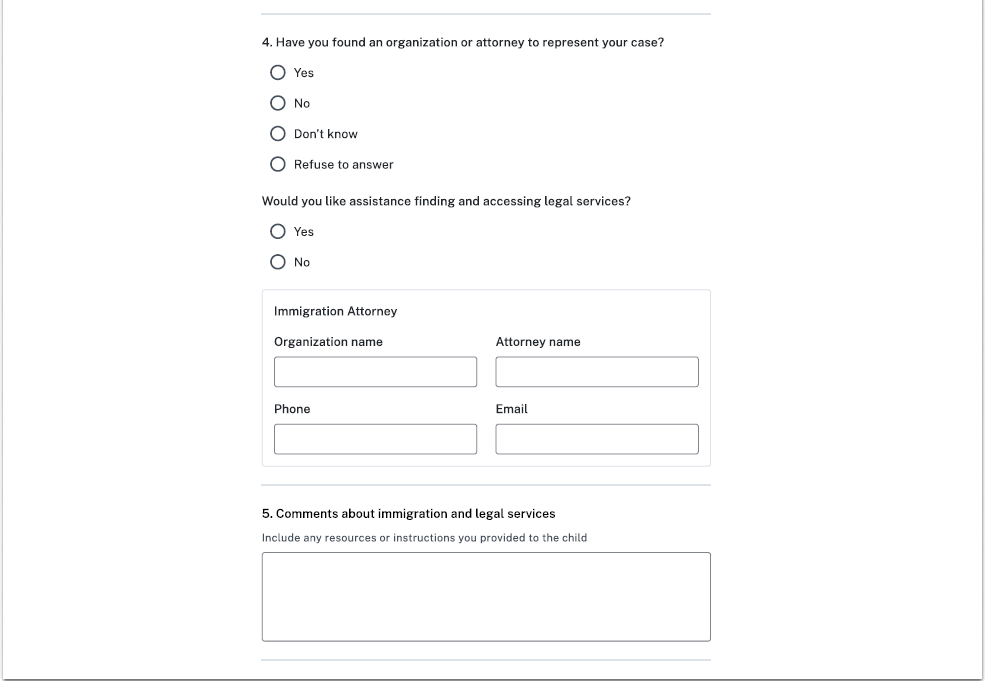 4. Have you found an organization or attorney to represent your case?
Yes
No
Don't know
Refuse to answer
Would you like assistance finding and accessing legal services?
Yes
No
Immigration Attorney
Organization name
Attorney name
Phone
Email
5. Comments about immigration and legal services
Include any resources or instructions you provided to the child